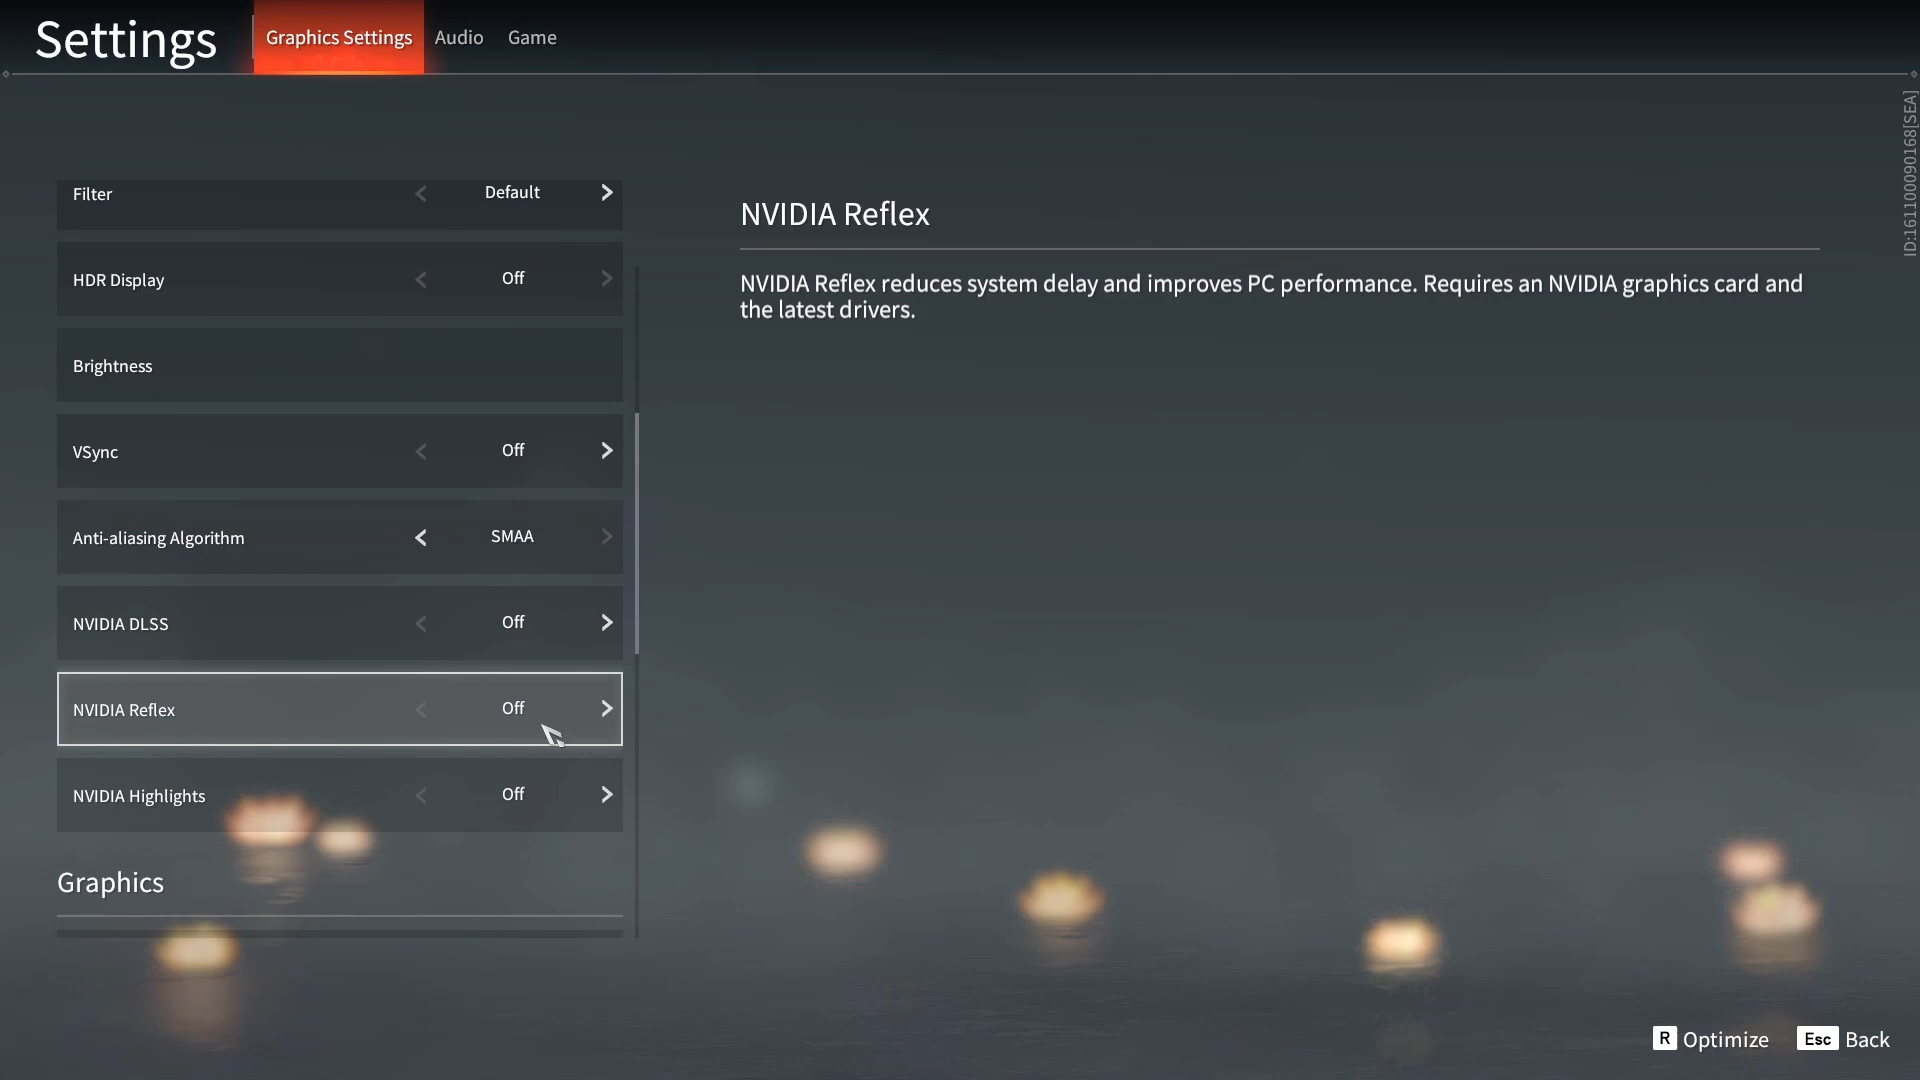 Settings
Graphics Settings
Audio
Game
ID:161100090168[SEA]
Filter
Default
HDR Display
Off
Brightness
VSync
Off
Anti-aliasing Algorithm
SMAA
NVIDIA DLSS
Off
NVIDIA Reflex
Off
NVIDIA Highlights
Off
Graphics
NVIDIA Reflex
NVIDIA Reflex reduces system delay and improves PC performance. Requires an NVIDIA graphics card and
the latest drivers.
R Optimize
Esc Back